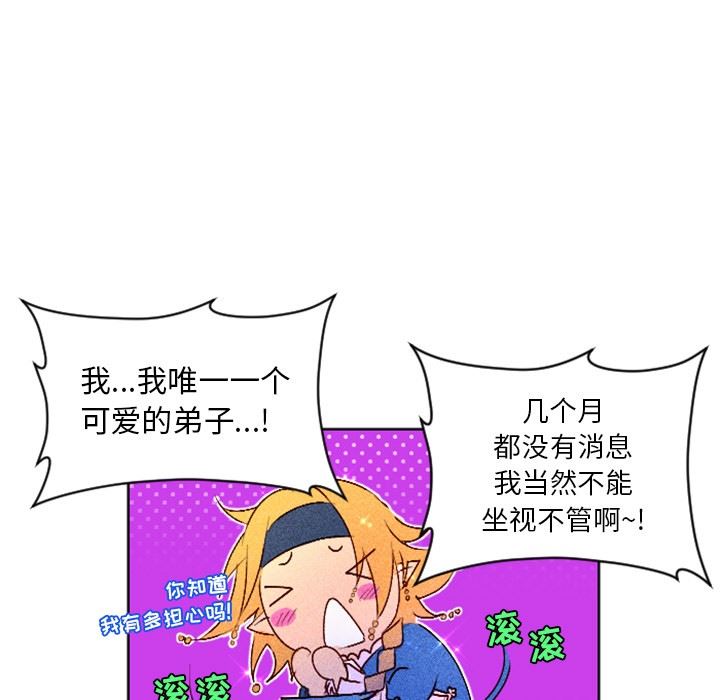 我...我唯一一个
可爱的弟子...!
几个月
都没有消息
我当然不能
坐视不管啊~!
你知道
我有多担心吗!
滚 滚
滚 滚